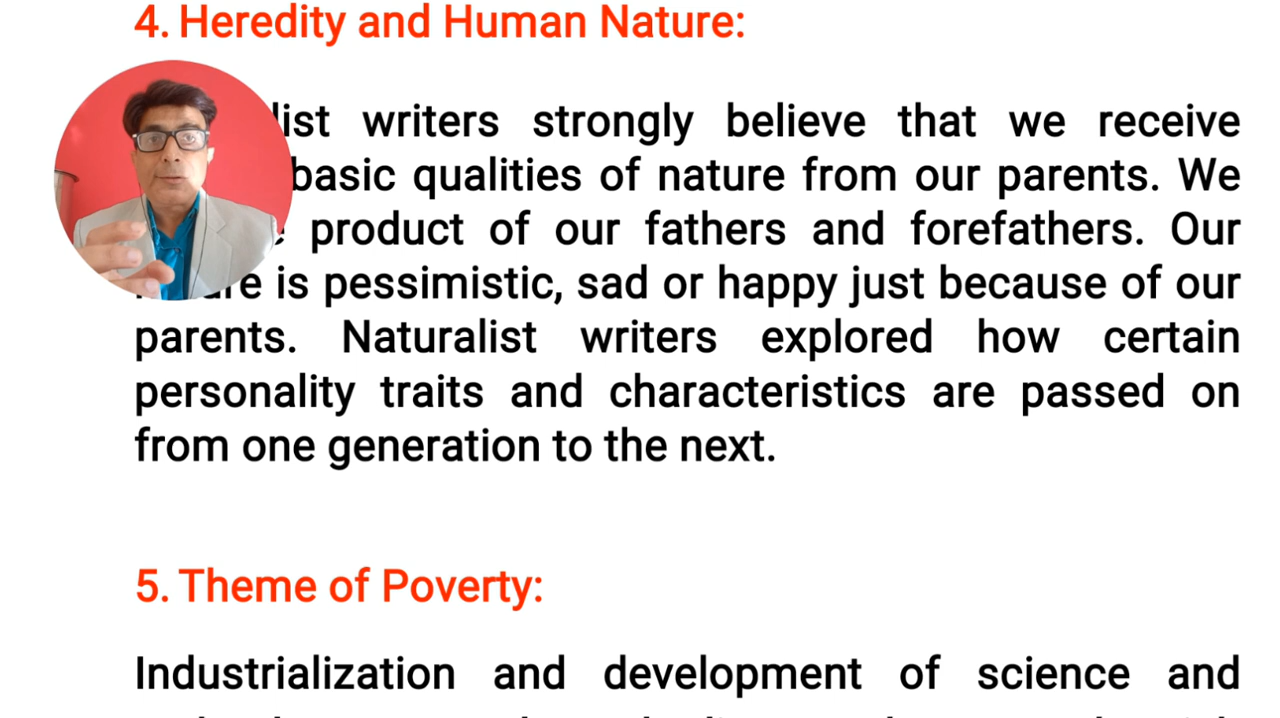 4. Heredity and Human Nature:
writers strongly believe that we receive
basic qualities of nature from our parents. We
product of our fathers and forefathers. Our
is pessimistic, sad or happy just because of our
parents. Naturalist writers explored how certain
personality traits and characteristics are passed on
from one generation to the next.
5. Theme of Poverty:
Industrialization and development of science and